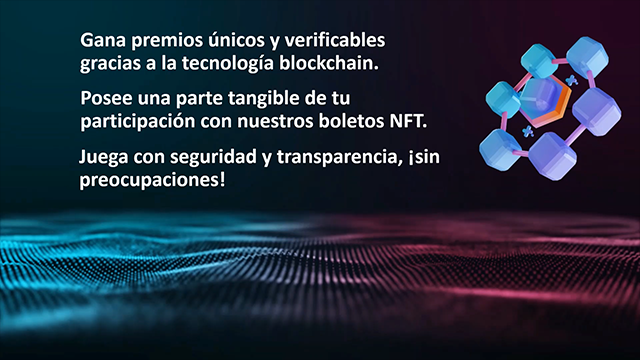 Gana premios únicos y verificables
gracias a la tecnología blockchain.
Posee una parte tangible de tu
participación con nuestros boletos NFT.
Juega con seguridad y transparencia, ¡sin
preocupaciones!